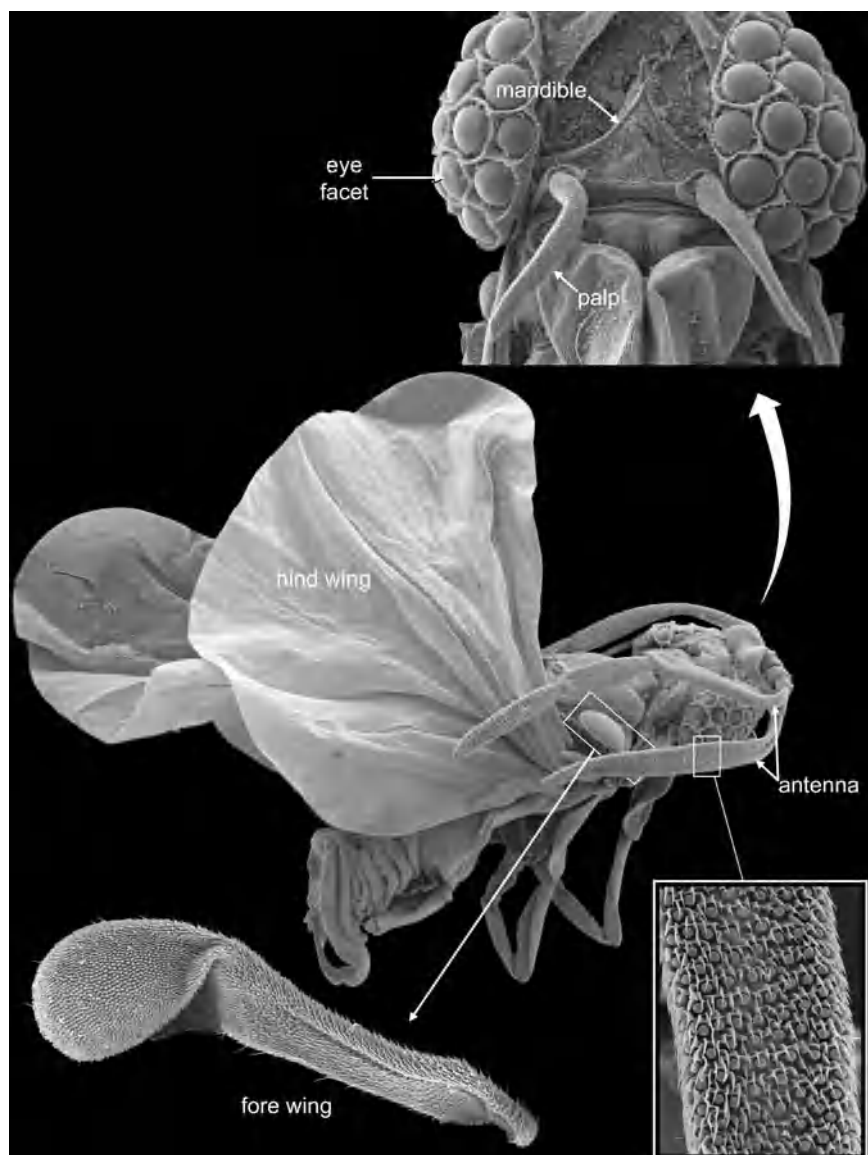 mandible
eye
facet
palp
hind wing
antenna
fore wing